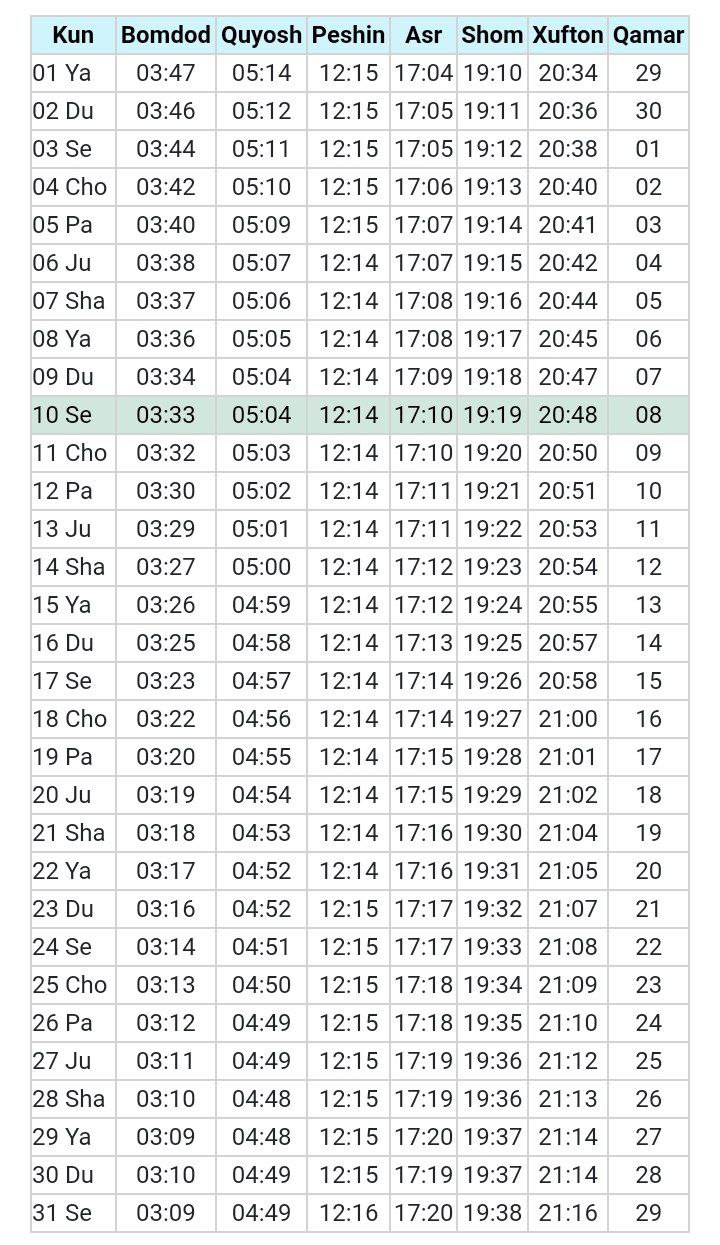 Kun Bomdod Quyosh Peshin Asr Shom Xufton Qamar
01 Ya 03:47 05:14 12:15 17:04 19:10 20:34 29
02 Du 03:46 05:12 12:15 17:05 19:11 20:36 30
03 Se 03:44 05:11 12:15 17:05 19:12 20:38 01
04 Cho 03:42 05:10 12:15 17:06 19:13 20:40 02
05 Pa 03:40 05:09 12:15 17:07 19:14 20:41 03
06 Ju 03:38 05:07 12:14 17:07 19:15 20:42 04
07 Sha 03:37 05:06 12:14 17:08 19:16 20:44 05
08 Ya 03:36 05:05 12:14 17:08 19:17 20:45 06
09 Du 03:34 05:04 12:14 17:09 19:18 20:47 07
10 Se 03:33 05:04 12:14 17:10 19:19 20:48 08
11 Cho 03:32 05:03 12:14 17:10 19:20 20:50 09
12 Pa 03:30 05:02 12:14 17:11 19:21 20:51 10
13 Ju 03:29 05:01 12:14 17:11 19:22 20:53 11
14 Sha 03:27 05:00 12:14 17:12 19:23 20:54 12
15 Ya 03:26 04:59 12:14 17:12 19:24 20:55 13
16 Du 03:25 04:58 12:14 17:13 19:25 20:57 14
17 Se 03:23 04:57 12:14 17:14 19:26 20:58 15
18 Cho 03:22 04:56 12:14 17:14 19:27 21:00 16
19 Pa 03:20 04:55 12:14 17:15 19:28 21:01 17
20 Ju 03:19 04:54 12:14 17:15 19:29 21:02 18
21 Sha 03:18 04:53 12:14 17:16 19:30 21:04 19
22 Ya 03:17 04:52 12:14 17:16 19:31 21:05 20
23 Du 03:16 04:52 12:15 17:17 19:32 21:07 21
24 Se 03:14 04:51 12:15 17:17 19:33 21:08 22
25 Cho 03:13 04:50 12:15 17:18 19:34 21:09 23
26 Pa 03:12 04:49 12:15 17:18 19:35 21:10 24
27 Ju 03:11 04:49 12:15 17:19 19:36 21:12 25
28 Sha 03:10 04:48 12:15 17:19 19:36 21:13 26
29 Ya 03:09 04:48 12:15 17:20 19:37 21:14 27
30 Du 03:10 04:49 12:15 17:19 19:37 21:14 28
31 Se 03:09 04:49 12:16 17:20 19:38 21:16 29